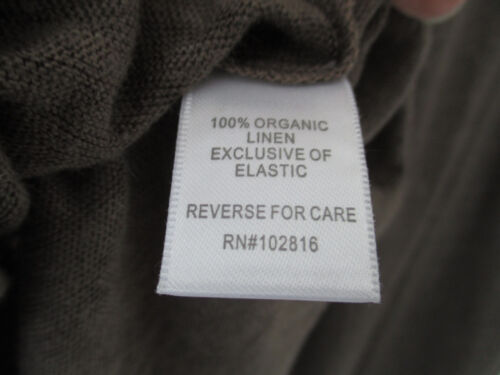 100% ORGANIC
LINEN
EXCLUSIVE OF
ELASTIC
REVERSE FOR CARE
RN#102816